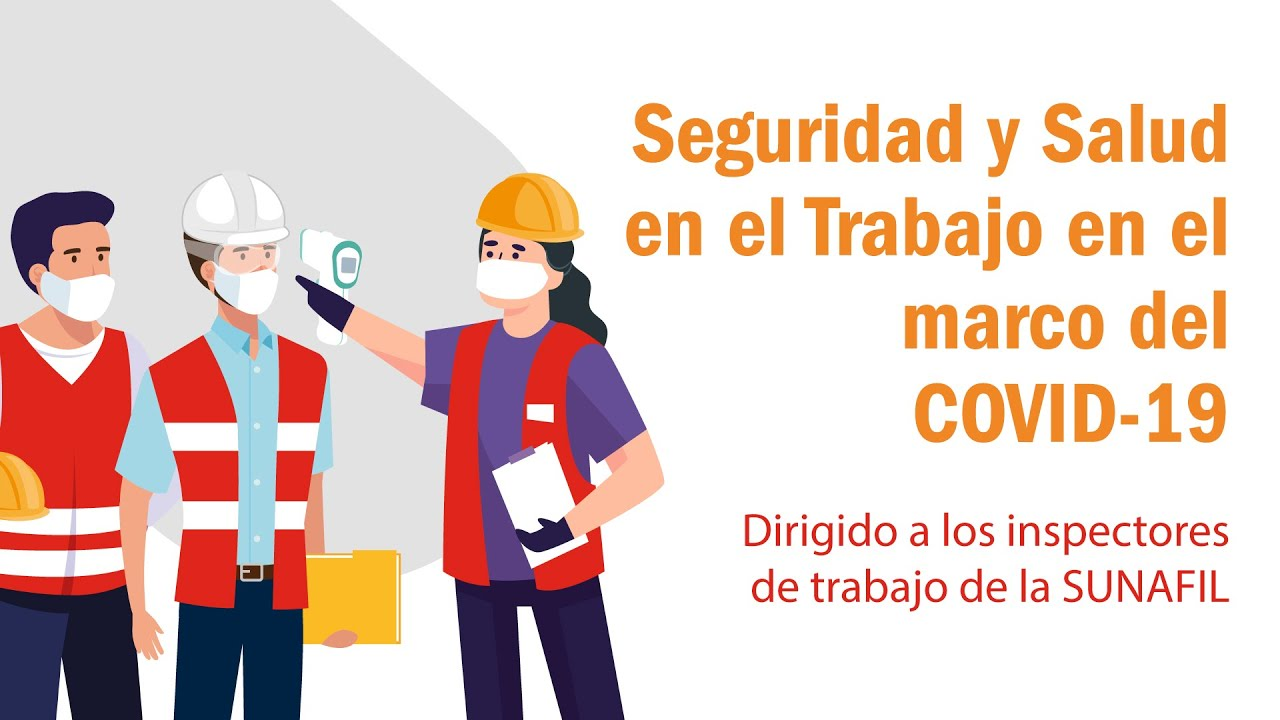 Seguridad y Salud
en el Trabajo en el
marco del
COVID-19
Dirigido a los inspectores
de trabajo de la SUNAFIL